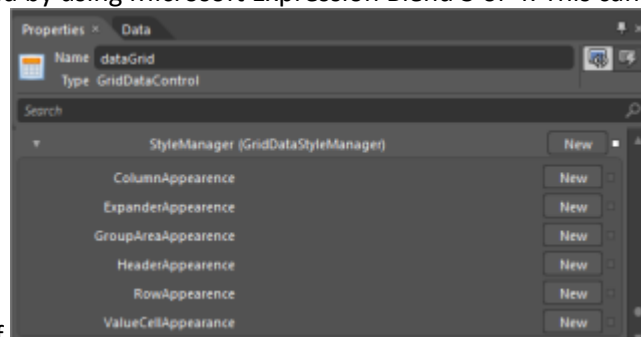 d by using Microsoft Expression Blend 3 or 4. This can
Properties × Data
Name dataGrid
Type GridDataControl
Search
StyleManager (GridDataStyleManager) New
ColumnAppearence New
ExpanderAppearence New
GroupAreaAppearence New
HeaderAppearence New
RowAppearence New
ValueCellAppearance New
f